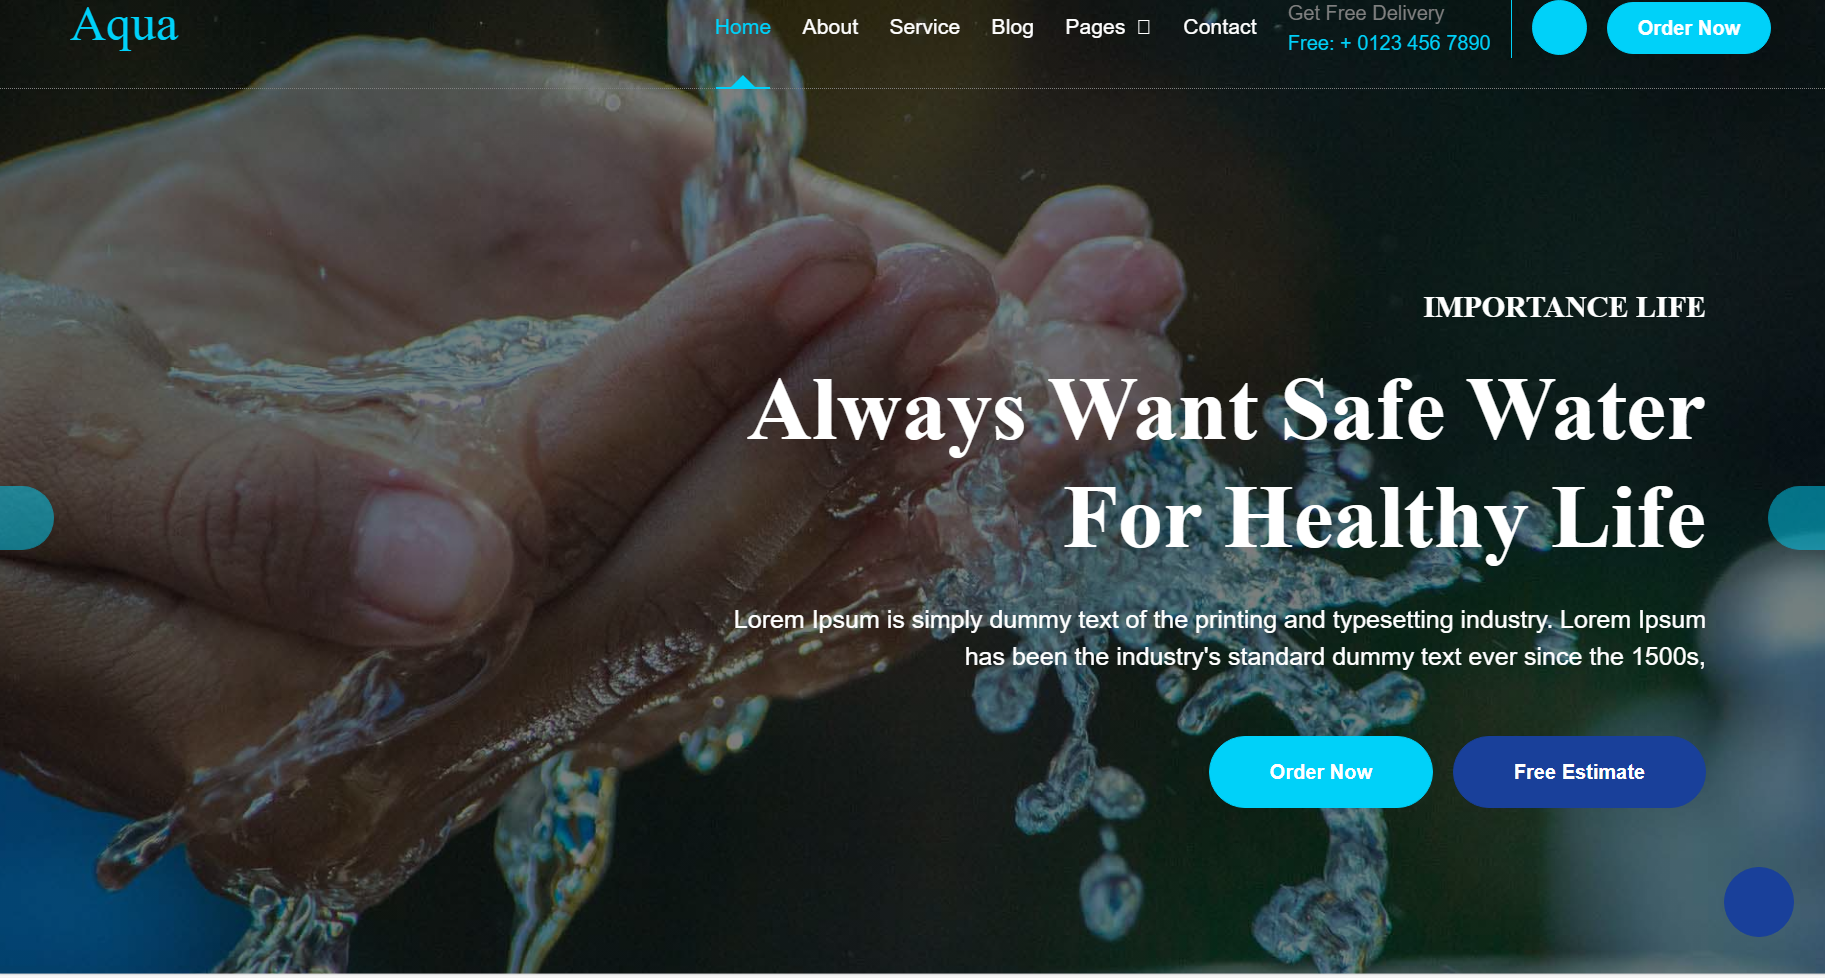 Aqua
Home About Service Blog Pages Contact
Get Free Delivery
Free: + 0123 456 7890
Order Now
IMPORTANCE LIFE
Always Want Safe Water
For Healthy Life
Lorem Ipsum is simply dummy text of the printing and typesetting industry. Lorem Ipsum
has been the industry's standard dummy text ever since the 1500s,
Order Now Free Estimate